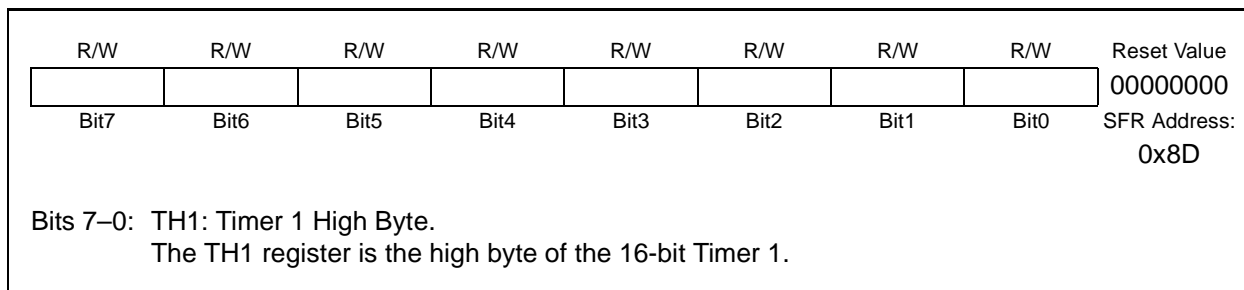 R/W R/W R/W R/W R/W R/W R/W R/W Reset Value
00000000
Bit7 Bit6 Bit5 Bit4 Bit3 Bit2 Bit1 Bit0 SFR Address:
0x8D
Bits 7–0: TH1: Timer 1 High Byte.
The TH1 register is the high byte of the 16-bit Timer 1.